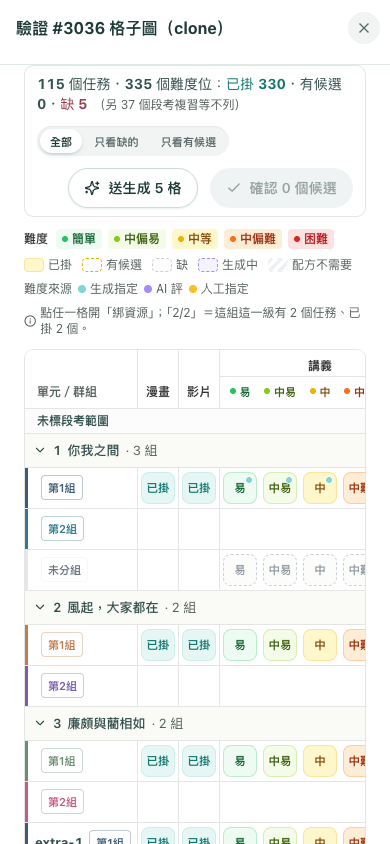 驗證 #3036 格子圖（clone）
115 個任務・335 個難度位：已掛 330・有候選
0・缺 5 （另 37 個段考複習等不列）
全部 只看缺的 只看有候選
送生成 5 格 確認 0 個候選
難度 簡單 中偏易 中等 中偏難 困難
已掛 有候選 缺 生成中 配方不需要
難度來源 生成指定 AI 評 人工指定
點任一格開「綁資源」；「2/2」＝這組這一級有 2 個任務、已
掛 2 個。
講義
單元 / 群組 漫畫 影片 易 中易 中
未標段考範圍
1 你我之間 · 3 組
第1組 已掛 已掛 易 中易 中
第2組
未分組 易 中易 中
2 風起，大家都在 · 2 組
第1組 已掛 已掛 易 中易 中
第2組
3 廉頗與藺相如 · 2 組
第1組 已掛 已掛 易 中易 中
第2組
extra-1 第1組 已掛 已掛 易 中易 中